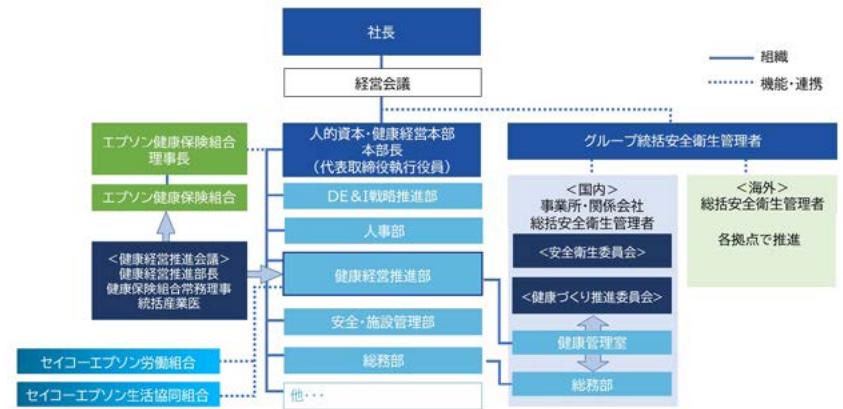 社長
組織
経営会議
機能・連携
エプソン健康保険組合
理事長
人的資本・健康経営本部
本部長
（代表取締役執行役員）
グループ統括安全衛生管理者
エプソン健康保険組合
DE＆I戦略推進部
＜国内＞
事業所・関係会社
総括安全衛生管理者
＜海外＞
総括安全衛生管理者
各拠点で推進
人事部
＜安全衛生委員会＞
＜健康経営推進会議＞
健康経営推進部長
健康保険組合常務理事
統括産業医
健康経営推進部
＜健康づくり推進委員会＞
安全・施設管理部
健康管理室
セイコーエプソン労働組合
総務部
総務部
セイコーエプソン生活協同組合
他・・・